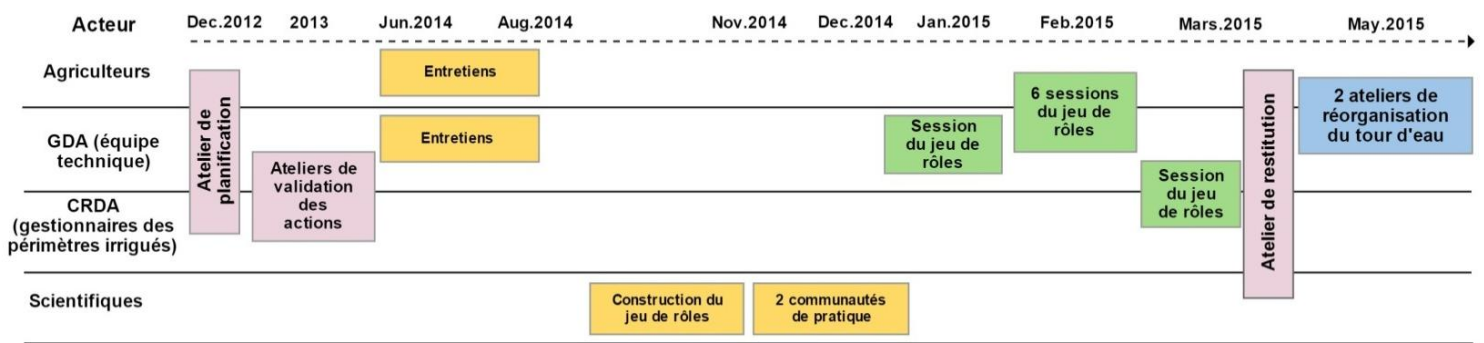 Acteur
Dec.2012
2013
Jun.2014
Aug.2014
Nov.2014
Dec.2014
Jan.2015
Feb.2015
Mars.2015
May.2015
Agriculteurs
Atelier de
planification
Entretiens
6 sessions
du jeu de
rôles
Atelier de restitution
2 ateliers de
réorganisation
du tour d'eau
GDA (équipe
technique)
Entretiens
Session
du jeu de
rôles
Ateliers de
validation
des
actions
Session
du jeu
de rôles
CRDA
(gestionnaires des
périmètres irrigués)
Scientifiques
Construction du
jeu de rôles
2 communautés
de pratique